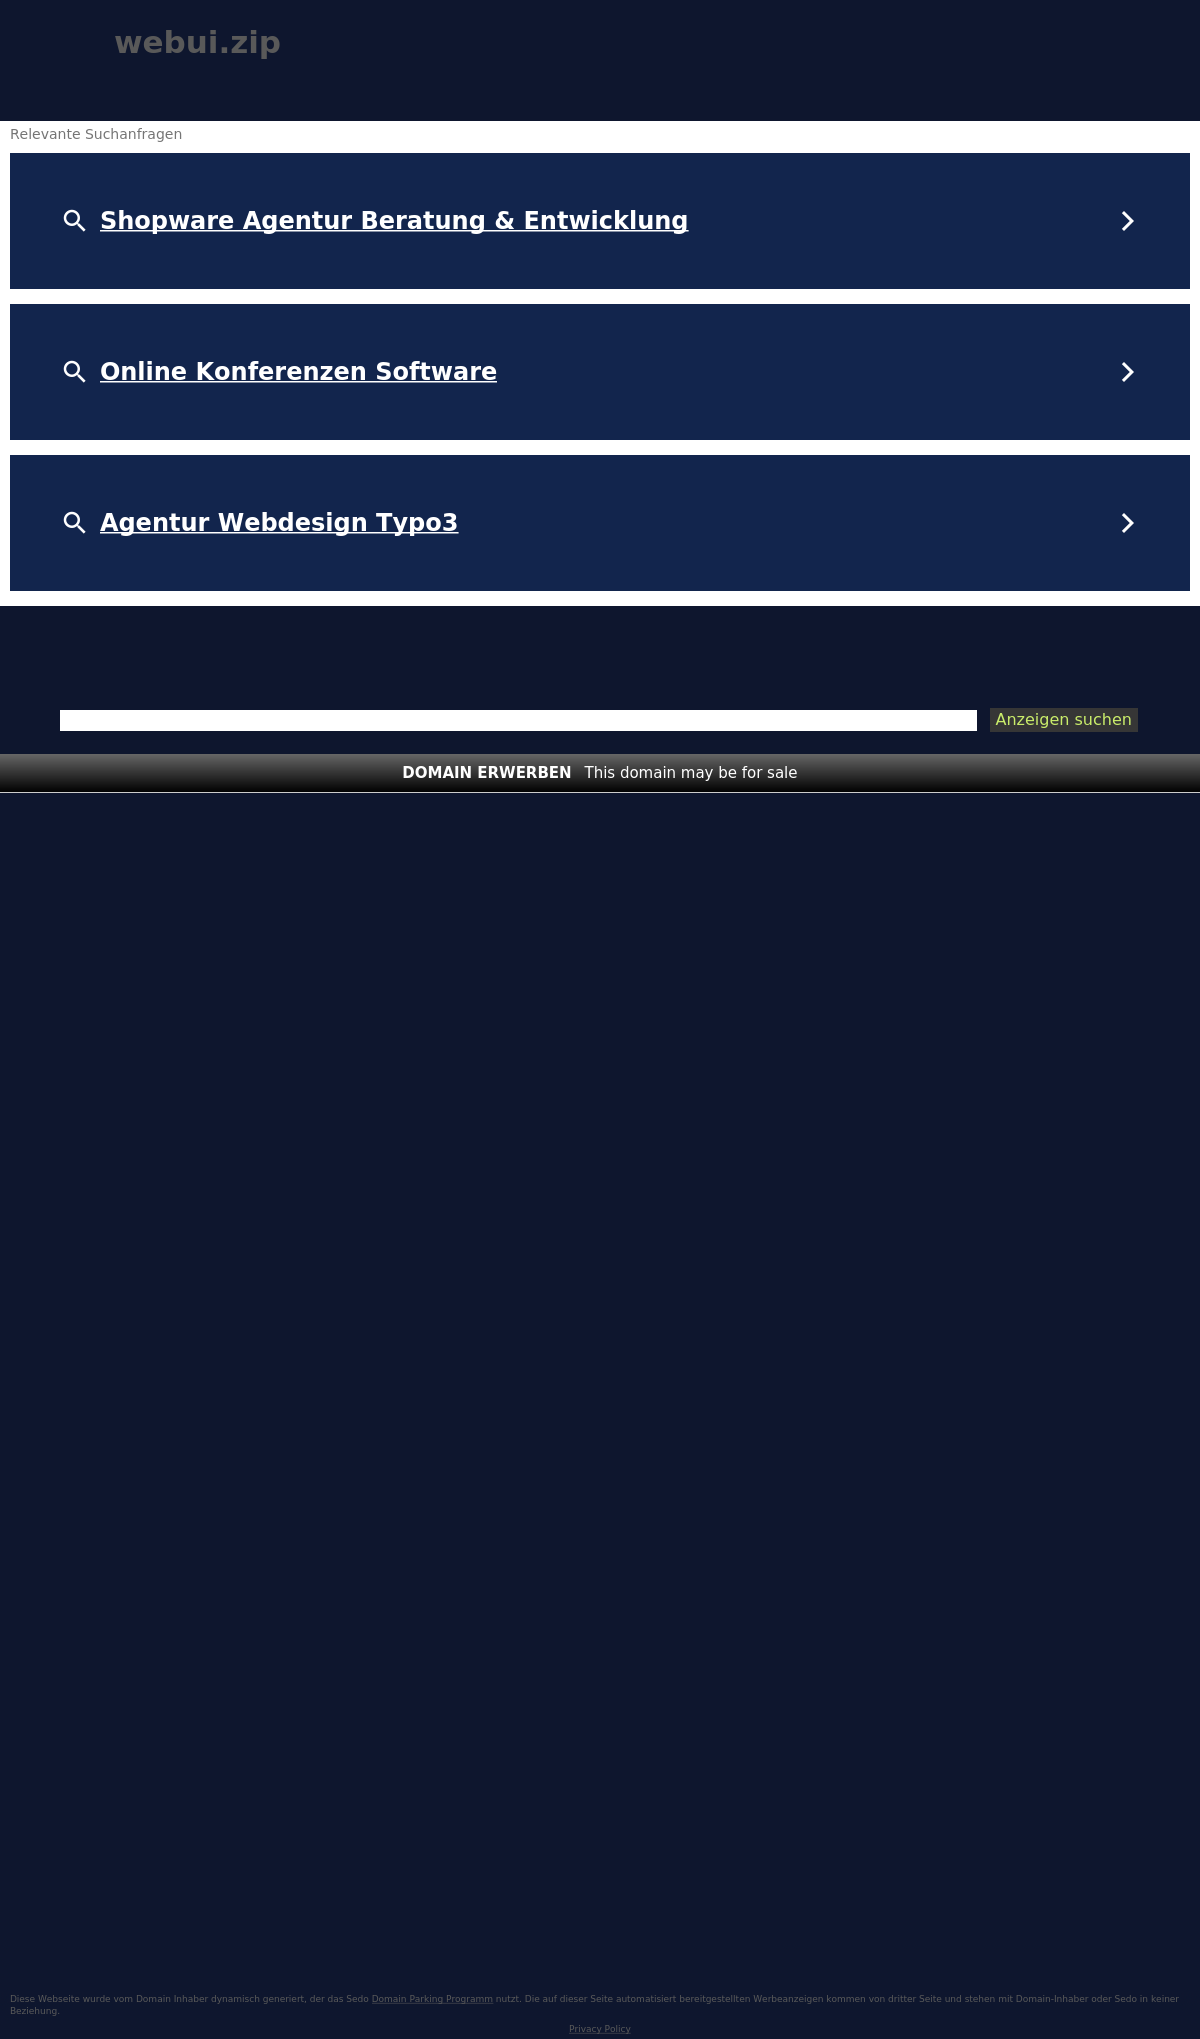 webui.zip
Relevante Suchanfragen
Shopware Agentur Beratung & Entwicklung
Online Konferenzen Software
Agentur Webdesign Typo3
Anzeigen suchen
DOMAIN ERWERBEN This domain may be for sale
Diese Webseite wurde vom Domain Inhaber dynamisch generiert, der das Sedo Domain Parking Programm nutzt. Die auf dieser Seite automatisiert bereitgestellten Werbeanzeigen kommen von dritter Seite und stehen mit Domain-Inhaber oder Sedo in keiner
Beziehung.
Privacy Policy